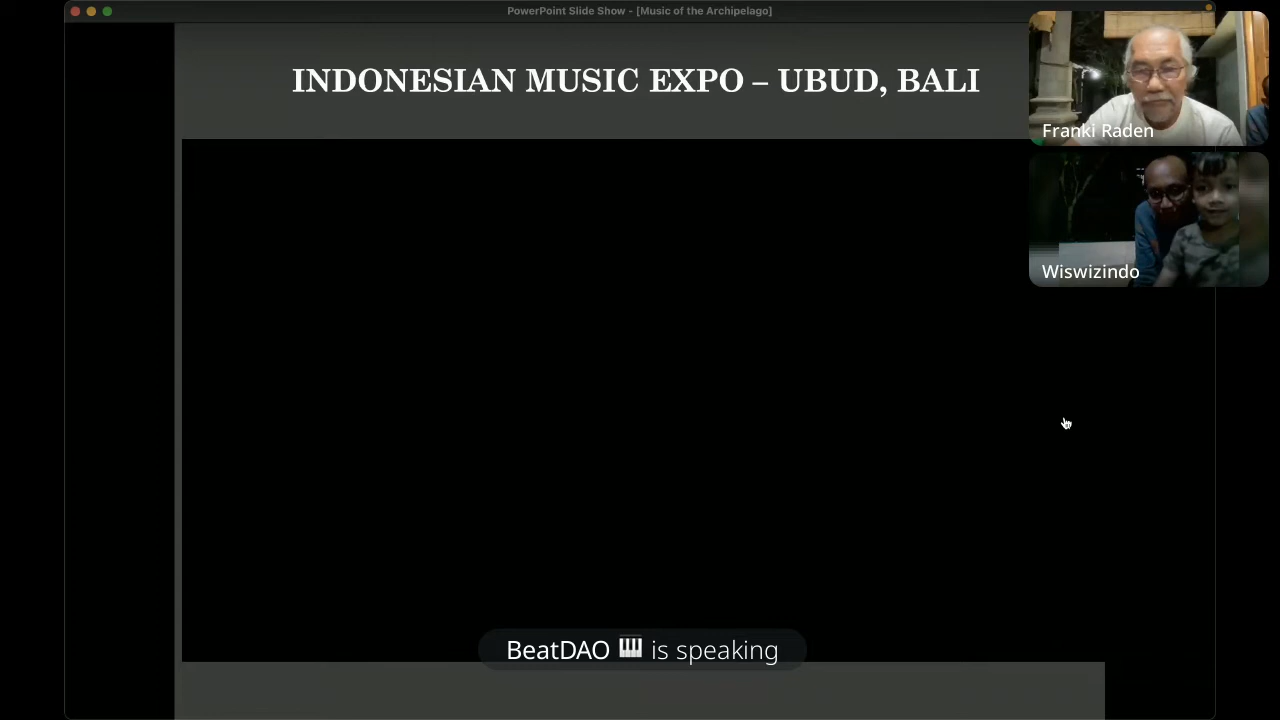 PowerPoint Slide Show - [Music of the Archipelago]
INDONESIAN MUSIC EXPO – UBUD, BALI
Franki Raden
Wiswizindo
BeatDAO 🎹 is speaking